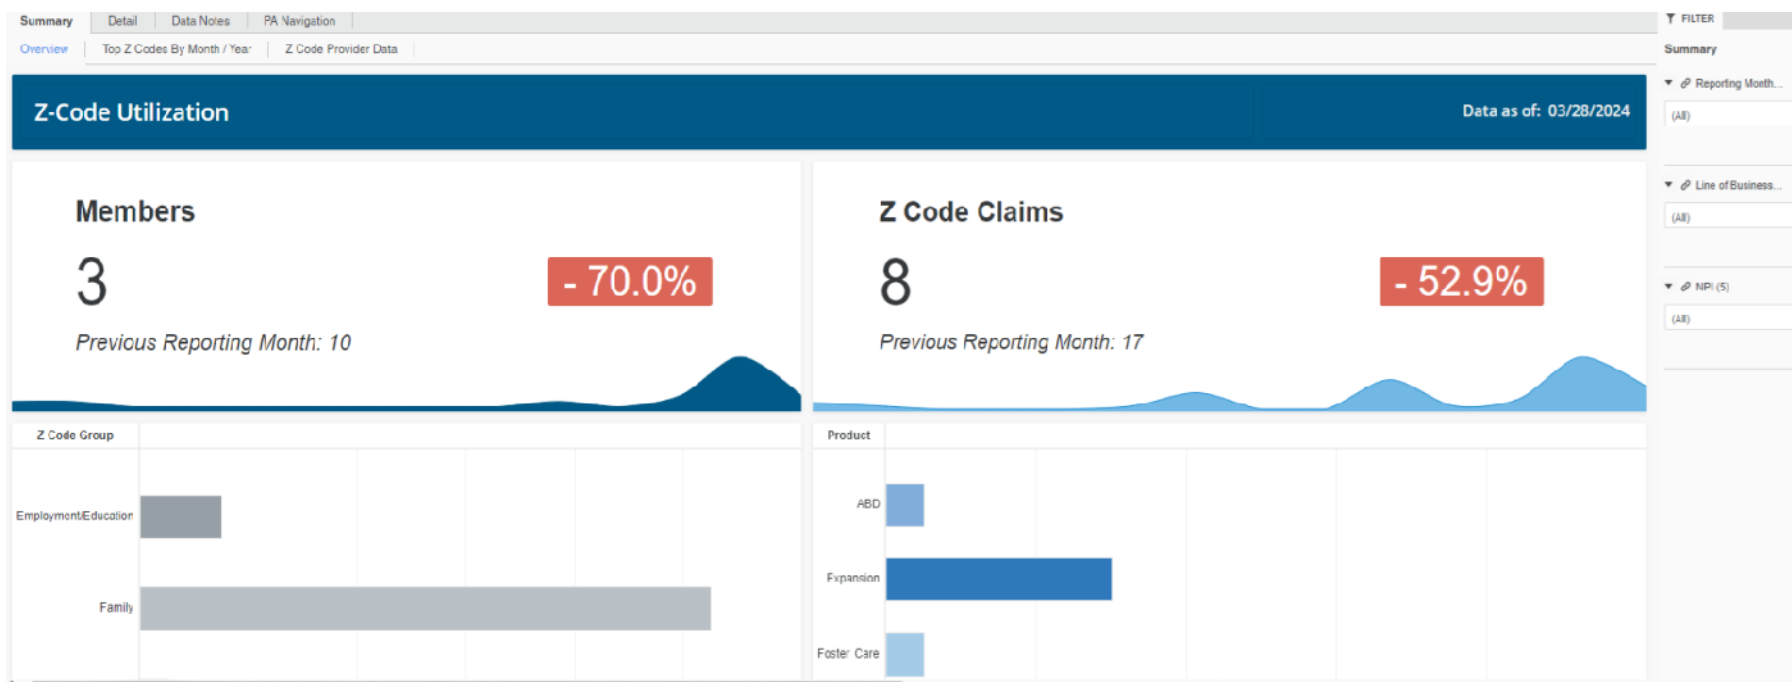 Summary Detail Data Notes PA Navigation
FILTER
Overview Top Z Codes By Month / Year Z Code Provider Data
Summary
Z-Code Utilization
Data as of: 03/28/2024
Reporting Month...
(All)
Line of Business...
(All)
NPI (5)
(All)
Members
3
- 70.0%
Previous Reporting Month: 10
Z Code Claims
8
- 52.9%
Previous Reporting Month: 17
Z Code Group
Employment/Education
Family
Product
ABD
Expansion
Foster Care